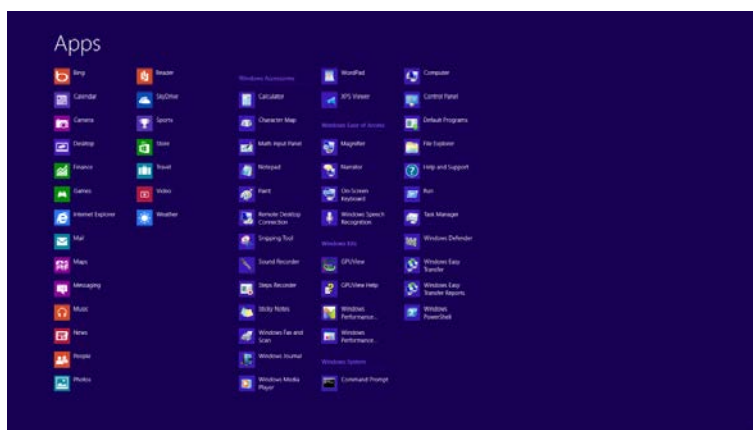 Apps
Bing
Calendar
Camera
Desktop
Finance
Games
Internet Explorer
Mail
Maps
Messaging
Music
News
People
Photos
Reader
SkyDrive
Sports
Store
Travel
Video
Weather
Windows Accessories
Calculator
Character Map
Math Input Panel
Notepad
Paint
Remote Desktop
Connection
Snipping Tool
Sound Recorder
Steps Recorder
Sticky Notes
Windows Fax and
Scan
Windows Journal
Windows Media
Player
WordPad
XPS Viewer
Windows Ease of Access
Magnifier
Narrator
On-Screen
Keyboard
Windows Speech
Recognition
Windows Kits
GPUView
GPUView Help
Windows
Performance...
Windows
Performance...
Windows System
Command Prompt
Computer
Control Panel
Default Programs
File Explorer
Help and Support
Run
Task Manager
Windows Defender
Windows Easy
Transfer
Windows Easy
Transfer Reports
Windows
PowerShell